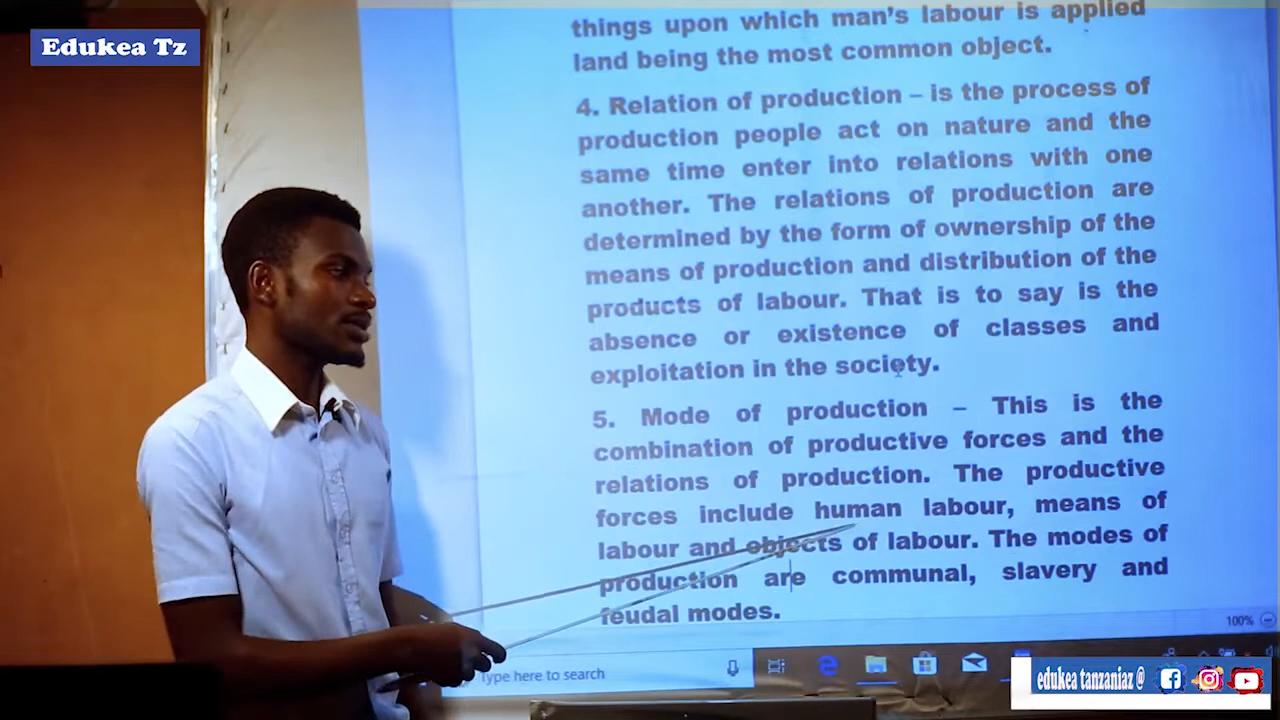 Edukea Tz
things upon which man's labour is applied
land being the most common object.
4. Relation of production – is the process of
production people act on nature and the
same time enter into relations with one
another. The relations of production are
determined by the form of ownership of the
means of production and distribution of the
products of labour. That is to say is the
absence or existence of classes and
exploitation in the society.
5. Mode of production – This is the
combination of productive forces and the
relations of production. The productive
forces include human labour, means of
labour and objects of labour. The modes of
production are communal, slavery and
feudal modes.
100%
Type here to search
edukea tanzaniaz @